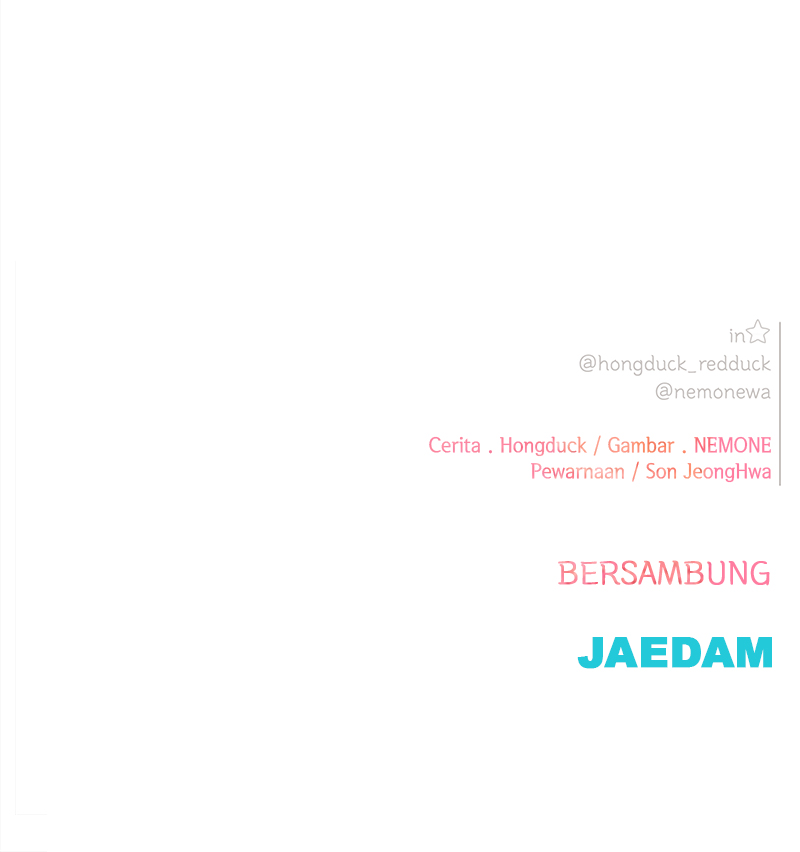 in☆
@hongduck_redduck
@nemonewa
Cerita . Hongduck / Gambar . NEMONE
Pewarnaan / Son JeongHwa
BERSAMBUNG
JAEDAM